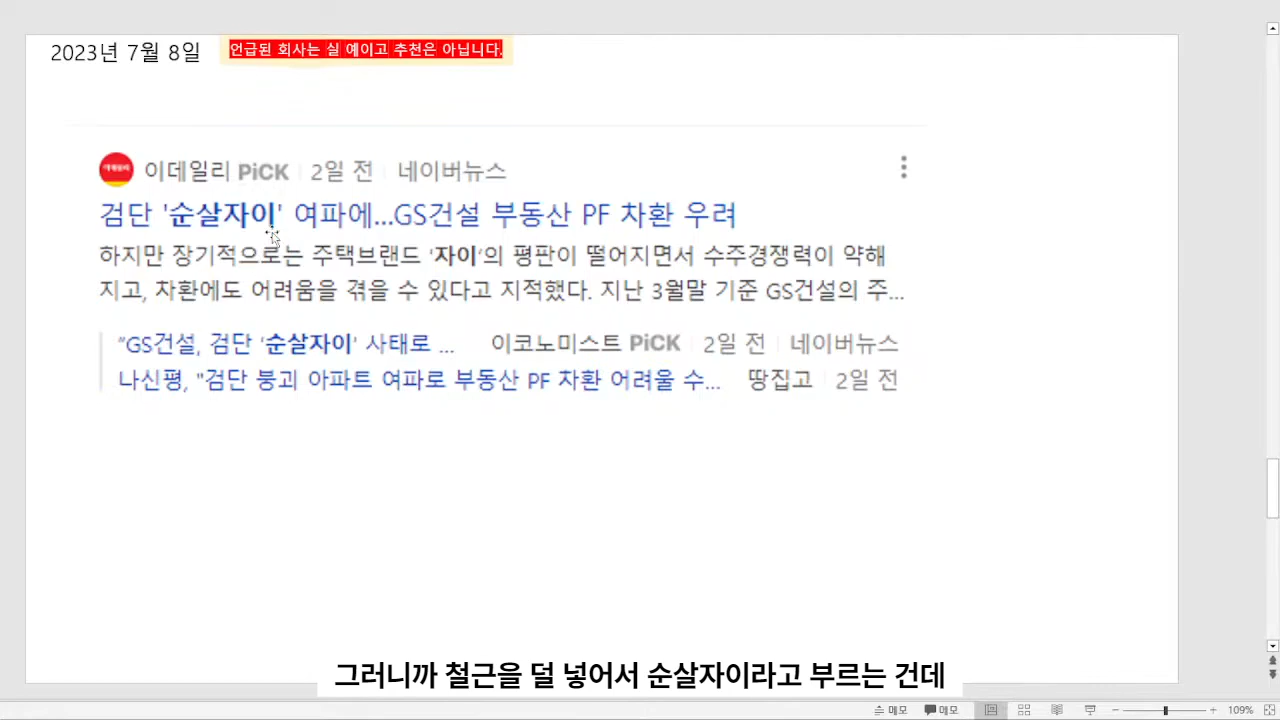 2023년 7월 8일 언급된 회사는 실 예이고 추천은 아닙니다.
이데일리 PiCK 2일 전 네이버뉴스
검단 '순살자이' 여파에...GS건설 부동산 PF 차환 우려
하지만 장기적으로는 주택브랜드 '자이'의 평판이 떨어지면서 수주경쟁력이 약해
지고, 차환에도 어려움을 겪을 수 있다고 지적했다. 지난 3월말 기준 GS건설의 주...
"GS건설, 검단 '순살자이' 사태로 ... 이코노미스트 PiCK 2일 전 네이버뉴스
나신평, "검단 붕괴 아파트 여파로 부동산 PF 차환 어려울 수... 땅집고 2일 전
그러니까 철근을 덜 넣어서 순살자이라고 부르는 건데
메모 메모 109%